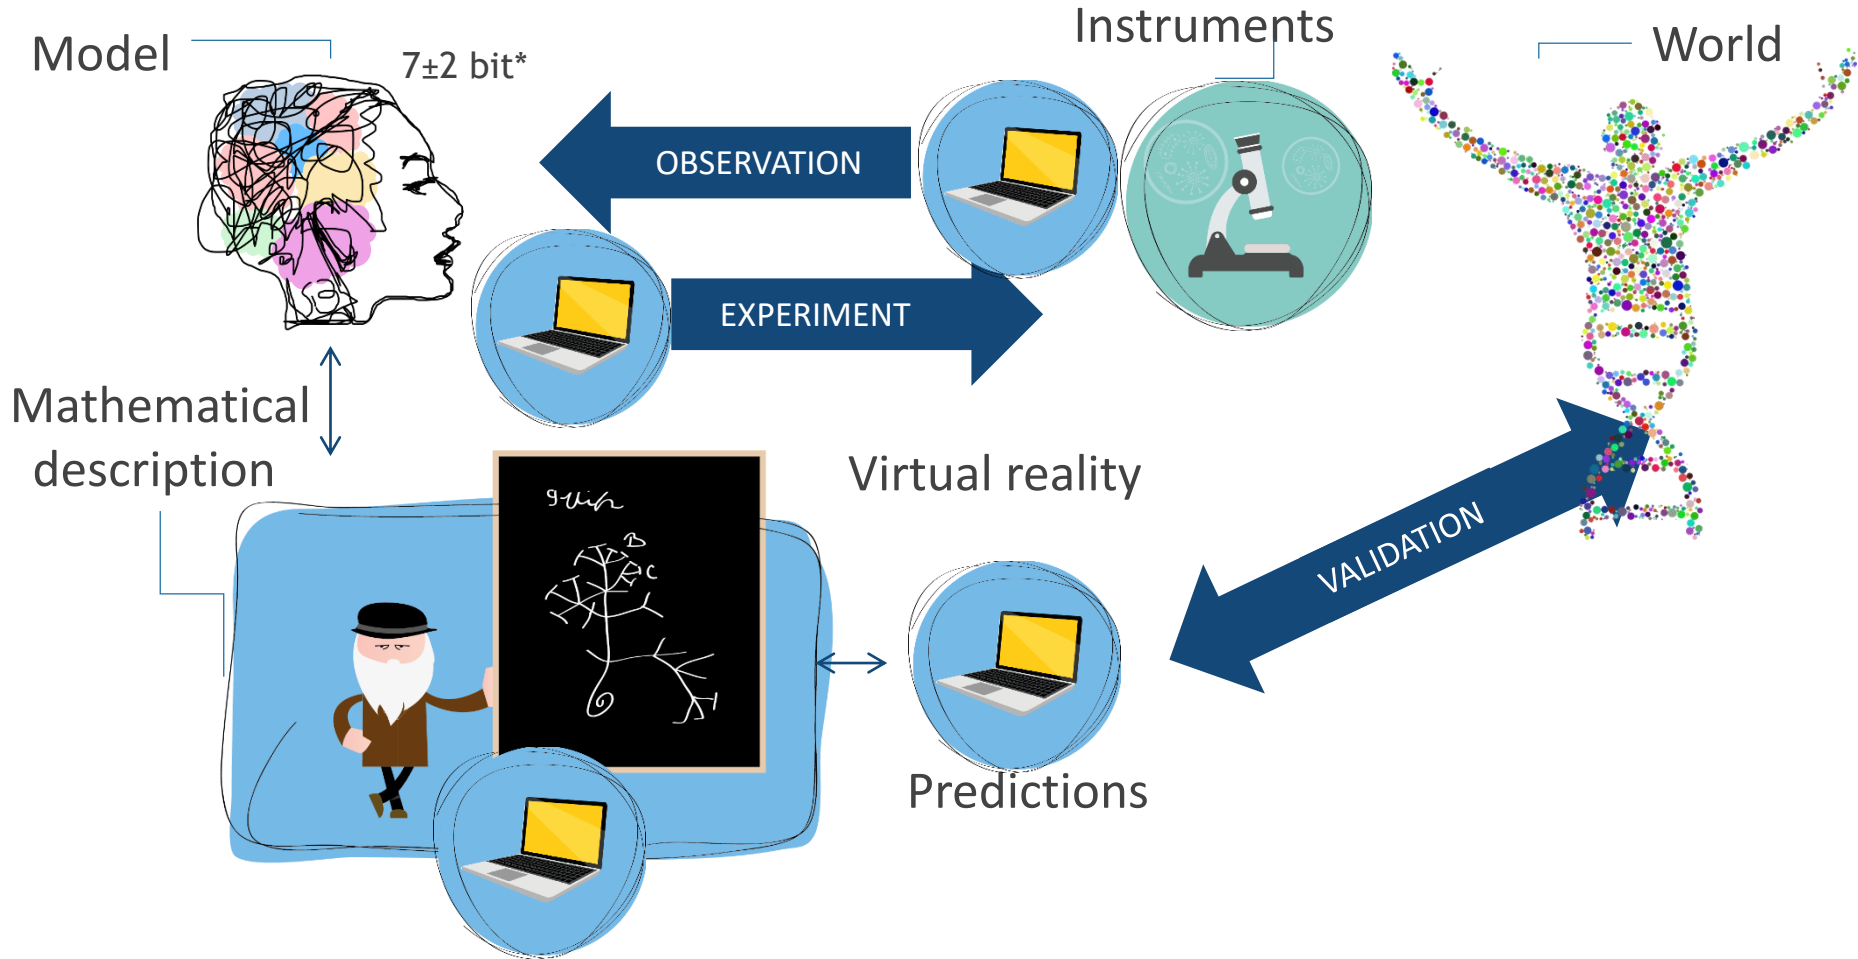 Model
7±2 bit*
Instruments
World
OBSERVATION
EXPERIMENT
Mathematical
description
Virtual reality
B
C
VALIDATION
Predictions